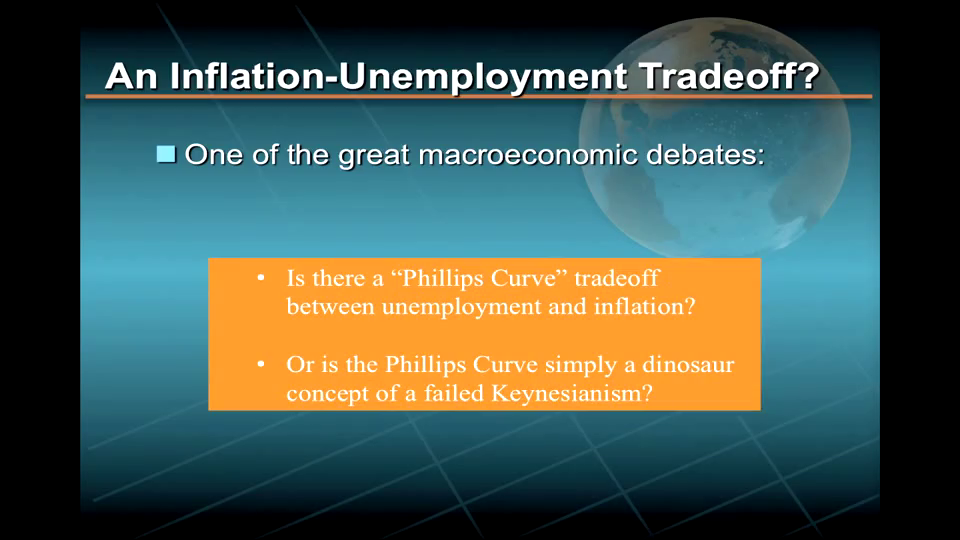 An Inflation-Unemployment Tradeoff?
One of the great macroeconomic debates:
• Is there a “Phillips Curve” tradeoff
between unemployment and inflation?
• Or is the Phillips Curve simply a dinosaur
concept of a failed Keynesianism?